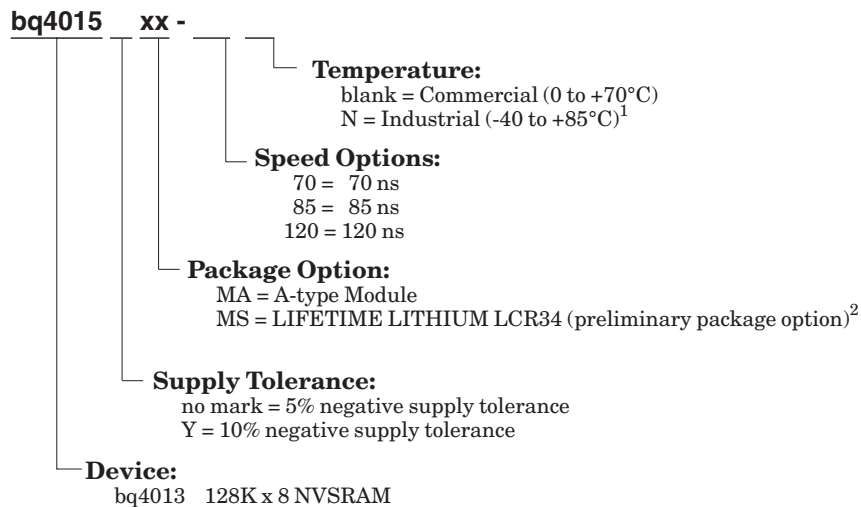 bq4015 xx -
Temperature:
blank = Commercial (0 to +70°C)
N = Industrial (-40 to +85°C)1
Speed Options:
70 = 70 ns
85 = 85 ns
120 = 120 ns
Package Option:
MA = A-type Module
MS = LIFETIME LITHIUM LCR34 (preliminary package option)2
Supply Tolerance:
no mark = 5% negative supply tolerance
Y = 10% negative supply tolerance
Device:
bq4013 128K x 8 NVSRAM